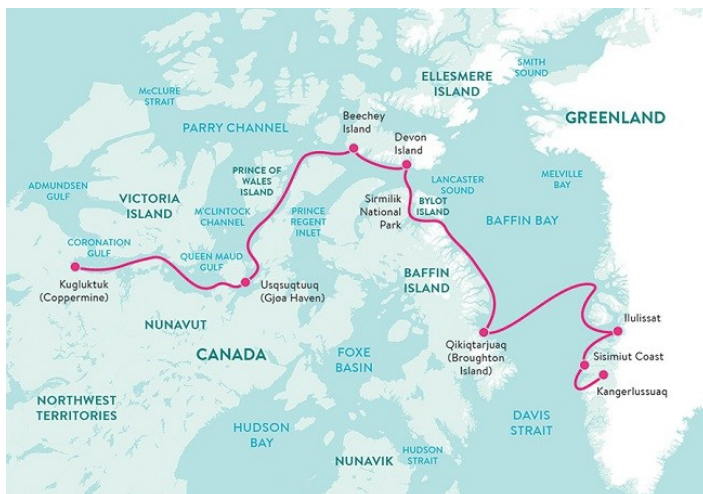 SMITH
SOUND
ELLESMERE
ISLAND
McCLURE
STRAIT
GREENLAND
Beechey
Island
PARRY CHANNEL
Devon
Island
PRINCE OF
WALES
ISLAND
LANCASTER
SOUND
MELVILLE
BAY
ADMUNDSEN
GULF
VICTORIA
ISLAND
Sirmilik
National
Park
BYLOT
ISLAND
M'CLINTOCK
CHANNEL
PRINCE
REGENT
INLET
BAFFIN BAY
CORONATION
GULF
QUEEN MAUD
GULF
BAFFIN
ISLAND
Kugluktuk
(Coppermine)
Usqsuqtuuq
(Gjøa Haven)
NUNAVUT
Ilulissat
Qikiqtarjuaq
(Broughton
Island)
CANADA
FOXE
BASIN
Sisimiut Coast
Kangerlussuaq
NORTHWEST
TERRITORIES
DAVIS
STRAIT
HUDSON
BAY
HUDSON
STRAIT
NUNAVIK